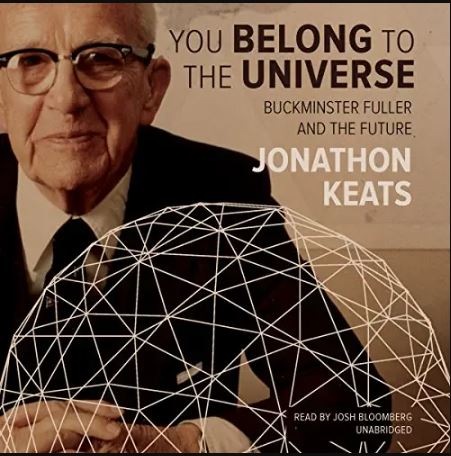 YOU BELONG TO
THE UNIVERSE
BUCKMINSTER FULLER
AND THE FUTURE
JONATHON
KEATS
READ BY JOSH BLOOMBERG
UNABRIDGED